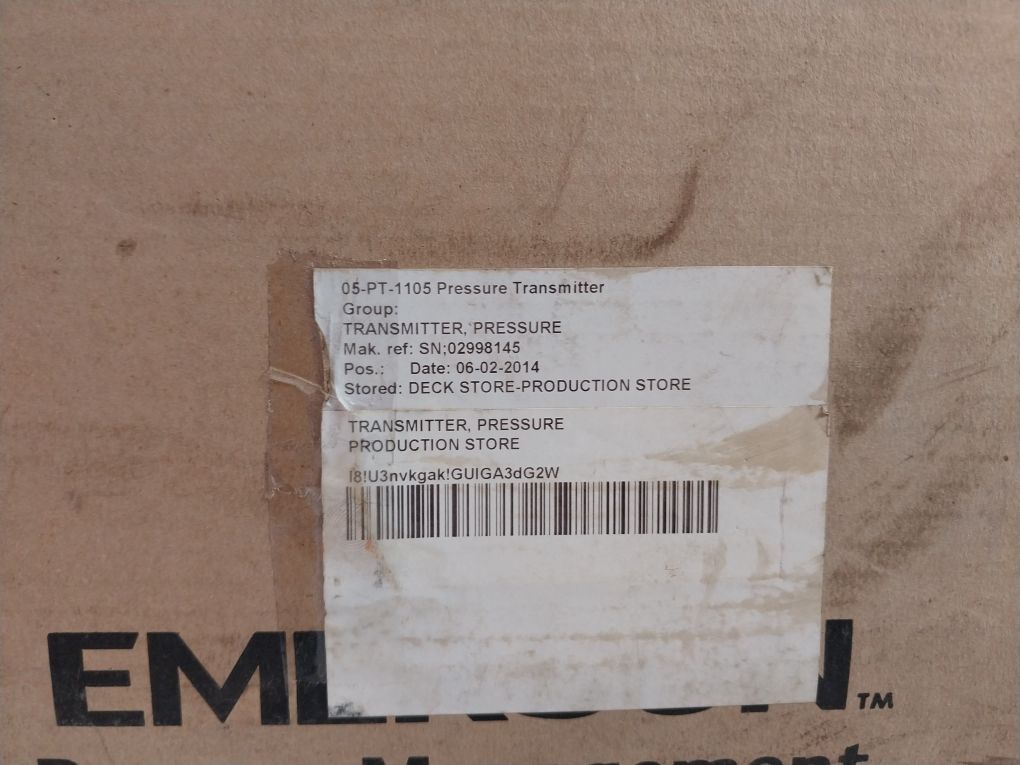 05-PT-1105 Pressure Transmitter
Group:
TRANSMITTER, PRESSURE
Mak. ref: SN;02998145
Pos.: Date: 06-02-2014
Stored: DECK STORE-PRODUCTION STORE
TRANSMITTER, PRESSURE
PRODUCTION STORE
I8!U3nvkgak!GUIGA3dG2W
EMERSON™